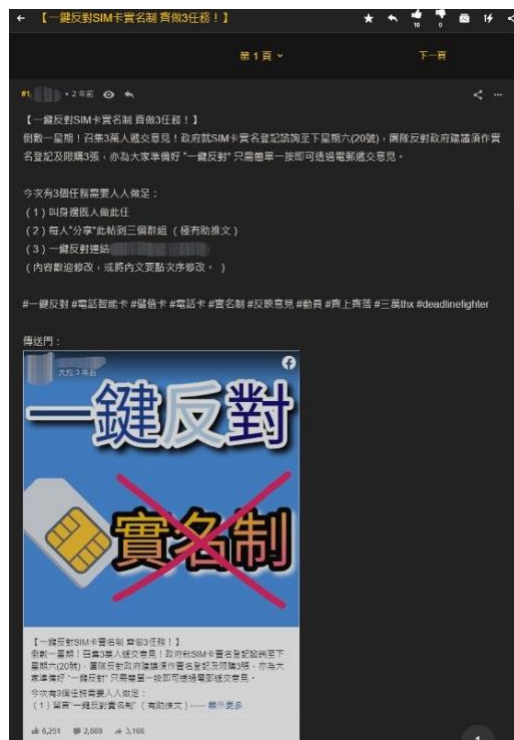 【一鍵反對SIM卡實名制 齊做3任務！】
10
0
第 1 頁
下一頁
#1
• 2 年前
【一鍵反對SIM卡實名制 齊做3任務！】
倒數一星期！召集3萬人遞交意見！政府就SIM卡實名登記諮詢至下星期六(20號)，團隊反對政府建議須作實
名登記及限購3張，亦為大家準備好 "一鍵反對" 只需簡單一按即可透過電郵遞交意見。
今次有3個任務需要人人做足：
（1）叫身邊既人做此任
（2）每人"分享"此帖到三個群組（極有助推文）
（3）一鍵反對連結
（內容歡迎修改，或將內文要點次序修改。）
#一鍵反對 #電話智能卡 #儲值卡 #電話卡 #實名制 #反映意見 #動員 #齊上齊落 #三萬thx #deadlinefighter
傳送門：
大約 3 年前
一鍵反對
實名制
【一鍵反對SIM卡實名制 齊做3任務！】
倒數一星期！召集3萬人遞交意見！政府就SIM卡實名登記諮詢至下
星期六(20號)，團隊反對政府建議須作實名登記及限購3張，亦為大
家準備好 "一鍵反對" 只需簡單一按即可透過電郵遞交意見。
今次有3個任務需要人人做足：
（1）留言"一鍵反對實名制"（有助推文）⋯⋯ 顯示更多
6,251
2,689
3,166
1